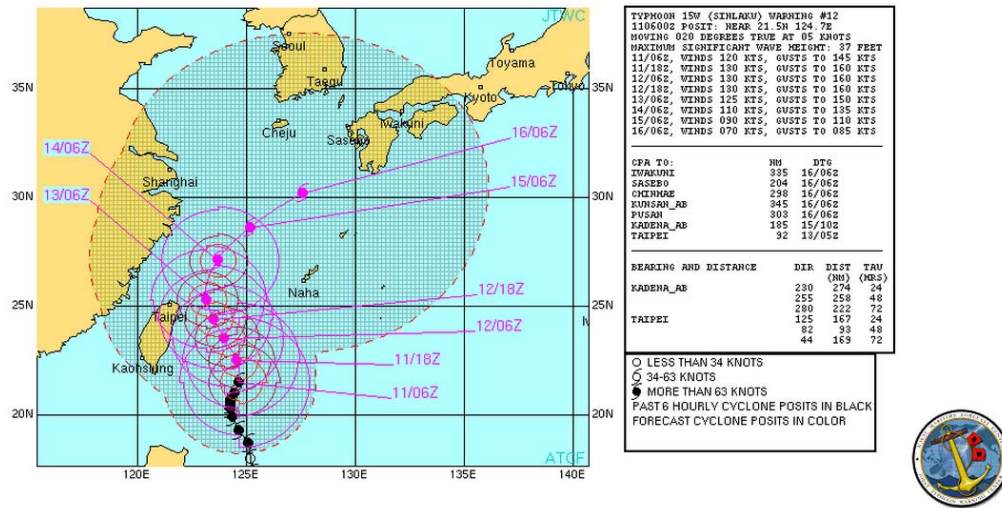 JTWC
Seoul
Taegu
Toyama
Kyoto
Tokyo
Iwakuni
Sasebo
Cheju
Shanghai
Naha
Taipei
Kaohsiung
35N
30N
25N
20N
120E
125E
130E
135E
140E
14/06Z
13/06Z
16/06Z
15/06Z
12/18Z
12/06Z
11/18Z
11/06Z
ATCF
TYPHOON 15W (SINLAKU) WARNING #12
110600Z POSIT: NEAR 21.5N 124.7E
MOVING 020 DEGREES TRUE AT 05 KNOTS
MAXIMUM SIGNIFICANT WAVE HEIGHT: 37 FEET
11/06Z, WINDS 120 KTS, GUSTS TO 145 KTS
11/18Z, WINDS 130 KTS, GUSTS TO 160 KTS
12/06Z, WINDS 130 KTS, GUSTS TO 160 KTS
12/18Z, WINDS 130 KTS, GUSTS TO 160 KTS
13/06Z, WINDS 125 KTS, GUSTS TO 150 KTS
14/06Z, WINDS 110 KTS, GUSTS TO 135 KTS
15/06Z, WINDS 090 KTS, GUSTS TO 110 KTS
16/06Z, WINDS 070 KTS, GUSTS TO 085 KTS
CPA TO: NM DTG
IWAKUNI 335 16/06Z
SASEBO 204 16/06Z
CHINHAE 298 16/06Z
KUNSAN_AB 345 16/06Z
PUSAN 303 16/06Z
KADENA_AB 185 15/10Z
TAIPEI 92 13/05Z
BEARING AND DISTANCE DIR DIST TAU
(NM) (HRS)
KADENA_AB 230 274 24
255 258 48
280 222 72
TAIPEI 125 167 24
82 93 48
44 169 72
LESS THAN 34 KNOTS
34-63 KNOTS
MORE THAN 63 KNOTS
PAST 6 HOURLY CYCLONE POSITS IN BLACK
FORECAST CYCLONE POSITS IN COLOR